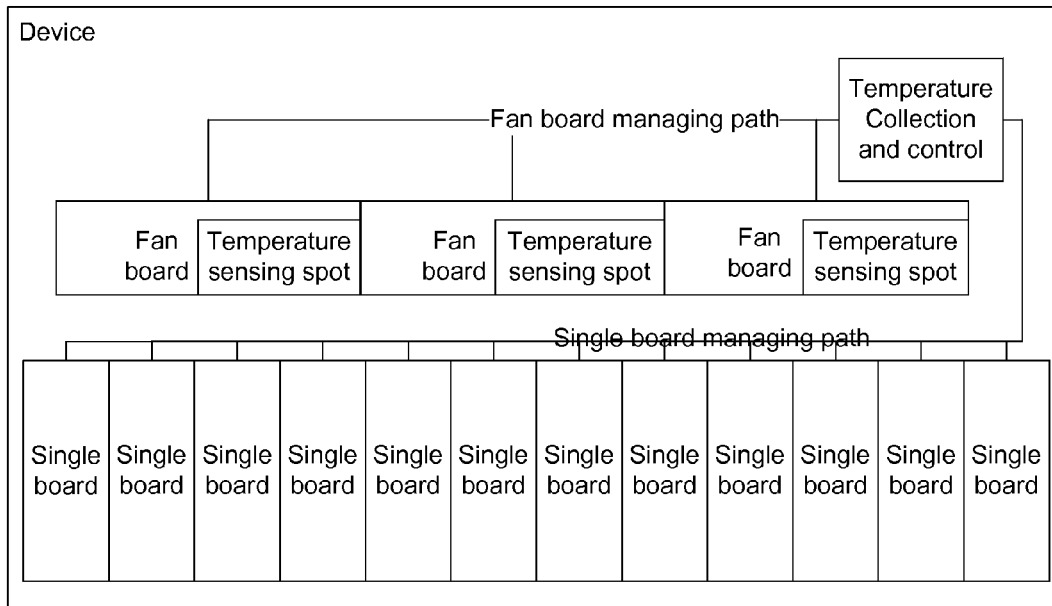 Device
Temperature
Collection
and control
Fan board managing path
Fan
board
Temperature
sensing spot
Fan
board
Temperature
sensing spot
Fan
board
Temperature
sensing spot
Single board managing path
Single
board
Single
board
Single
board
Single
board
Single
board
Single
board
Single
board
Single
board
Single
board
Single
board
Single
board
Single
board